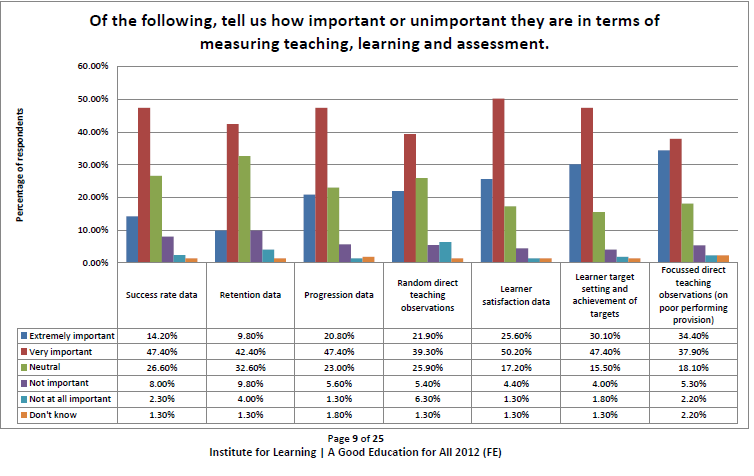 Of the following, tell us how important or unimportant they are in terms of
measuring teaching, learning and assessment.
60.00%
50.00%
40.00%
30.00%
20.00%
10.00%
0.00%
Percentage of respondents
Success rate data
Retention data
Progression data
Random direct
teaching
observations
Learner
satisfaction data
Learner target
setting and
achievement of
targets
Focussed direct
teaching
observations (on
poor performing
provision)
Extremely important 14.20% 9.80% 20.80% 21.90% 25.60% 30.10% 34.40%
Very important 47.40% 42.40% 47.40% 39.30% 50.20% 47.40% 37.90%
Neutral 26.60% 32.60% 23.00% 25.90% 17.20% 15.50% 18.10%
Not important 8.00% 9.80% 5.60% 5.40% 4.40% 4.00% 5.30%
Not at all important 2.30% 4.00% 1.30% 6.30% 1.30% 1.80% 2.20%
Don't know 1.30% 1.30% 1.80% 1.30% 1.30% 1.30% 2.20%
Page 9 of 25
Institute for Learning | A Good Education for All 2012 (FE)